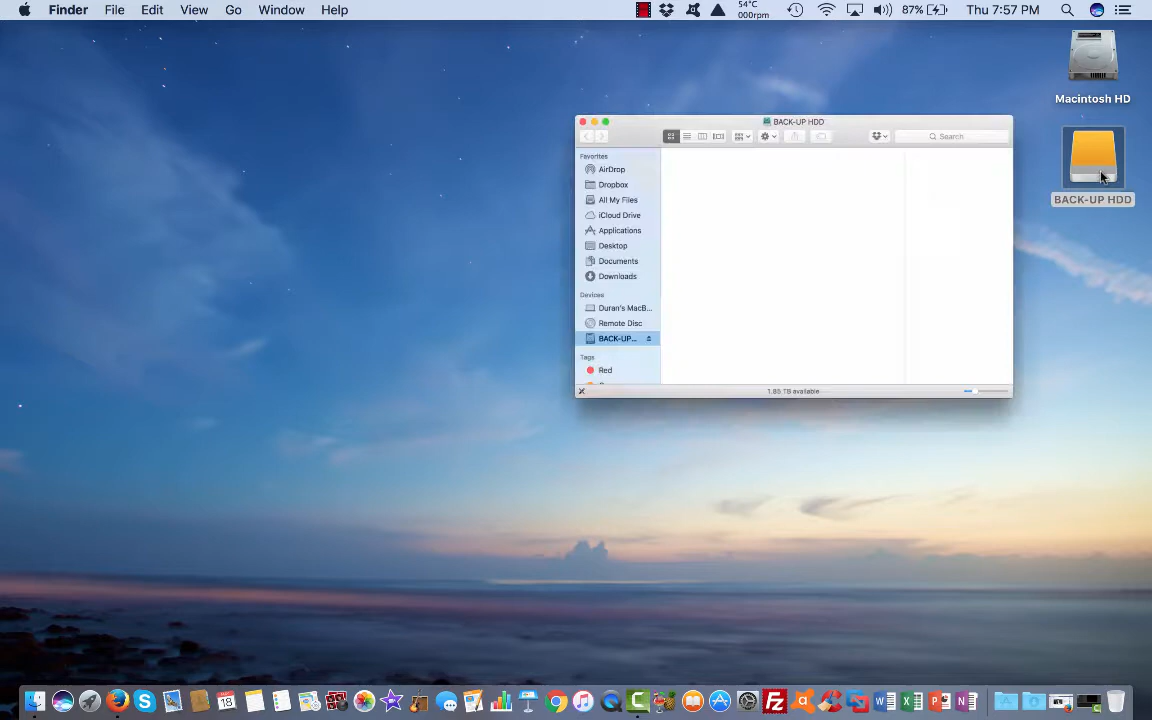 Finder File Edit View Go Window Help 54°C 000rpm 87% Thu 7:57 PM
Macintosh HD
BACK-UP HDD
BACK-UP HDD
Search
Favorites
AirDrop
Dropbox
All My Files
iCloud Drive
Applications
Desktop
Documents
Downloads
Devices
Duran's MacB...
Remote Disc
BACK-UP...
Tags
Red
1.85 TB available
18